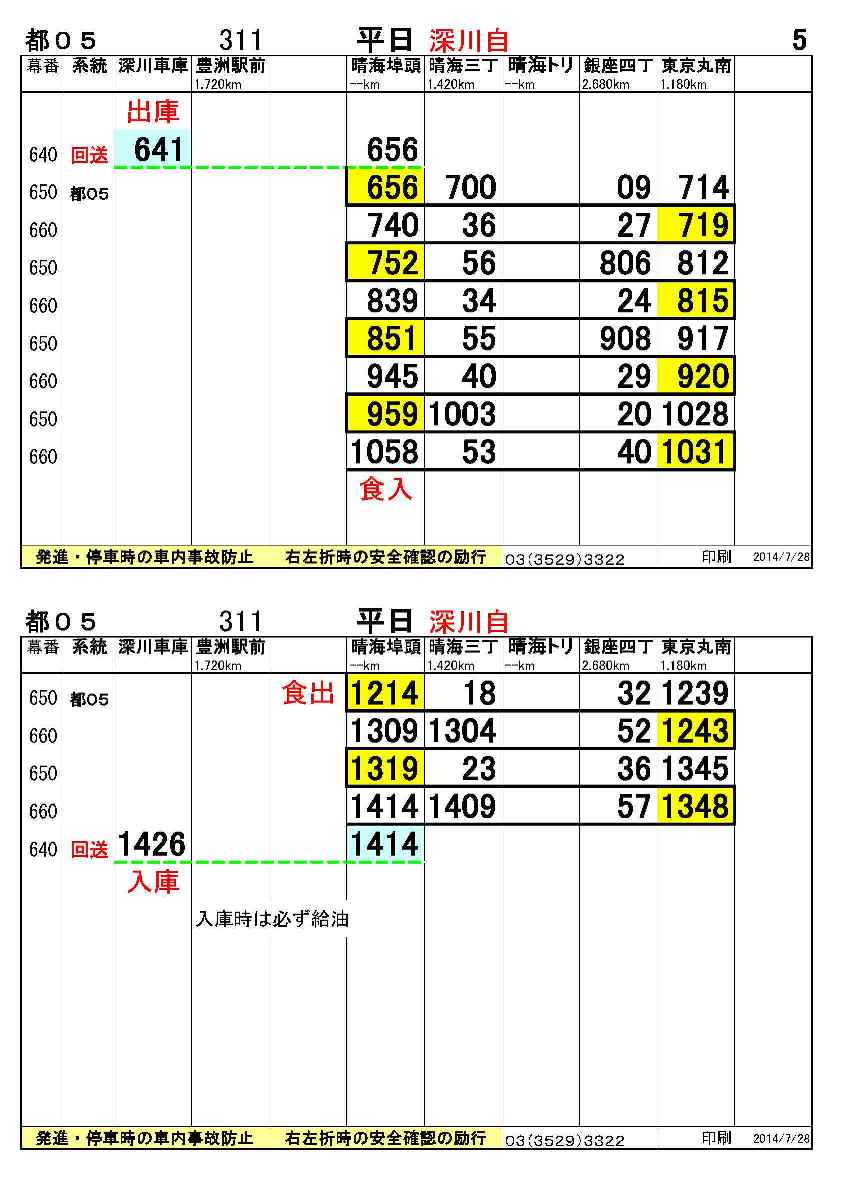 都０５ 311 平日 深川自 5
幕番 系統 深川車庫 豊洲駅前 晴海埠頭 晴海三丁 晴海トリ 銀座四丁 東京丸南
1.720km --km 1.420km --km 2.680km 1.180km
出庫
640 回送 641 656
650 都05 656 700 09 714
660 740 36 27 719
650 752 56 806 812
660 839 34 24 815
650 851 55 908 917
660 945 40 29 920
650 959 1003 20 1028
660 1058 53 40 1031
食入
発進・停車時の車内事故防止 右左折時の安全確認の励行 03(3529)3322 印刷 2014/7/28
都０５ 311 平日 深川自
幕番 系統 深川車庫 豊洲駅前 晴海埠頭 晴海三丁 晴海トリ 銀座四丁 東京丸南
1.720km --km 1.420km --km 2.680km 1.180km
650 都05 食出 1214 18 32 1239
660 1309 1304 52 1243
650 1319 23 36 1345
660 1414 1409 57 1348
640 回送 1426 1414
入庫
入庫時は必ず給油
発進・停車時の車内事故防止 右左折時の安全確認の励行 03(3529)3322 印刷 2014/7/28